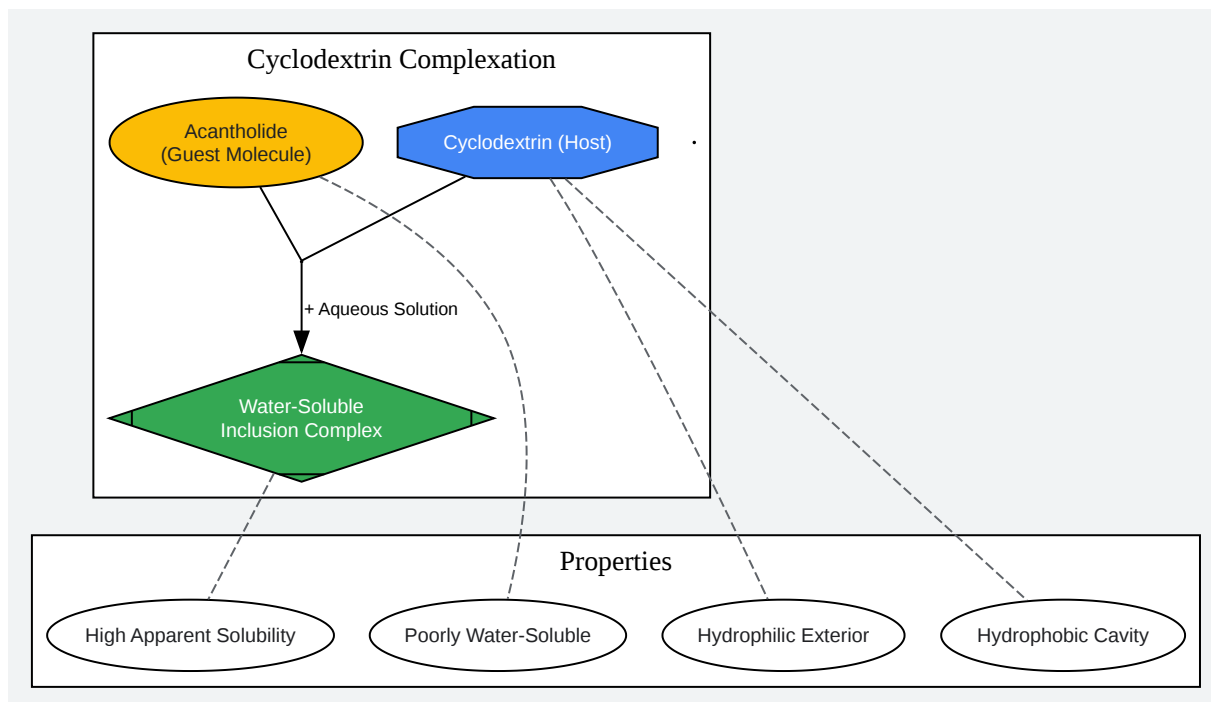 Cyclodextrin Complexation
Acantholide
(Guest Molecule)
Cyclodextrin (Host)
+ Aqueous Solution
Water-Soluble
Inclusion Complex
Properties
High Apparent Solubility
Poorly Water-Soluble
Hydrophilic Exterior
Hydrophobic Cavity